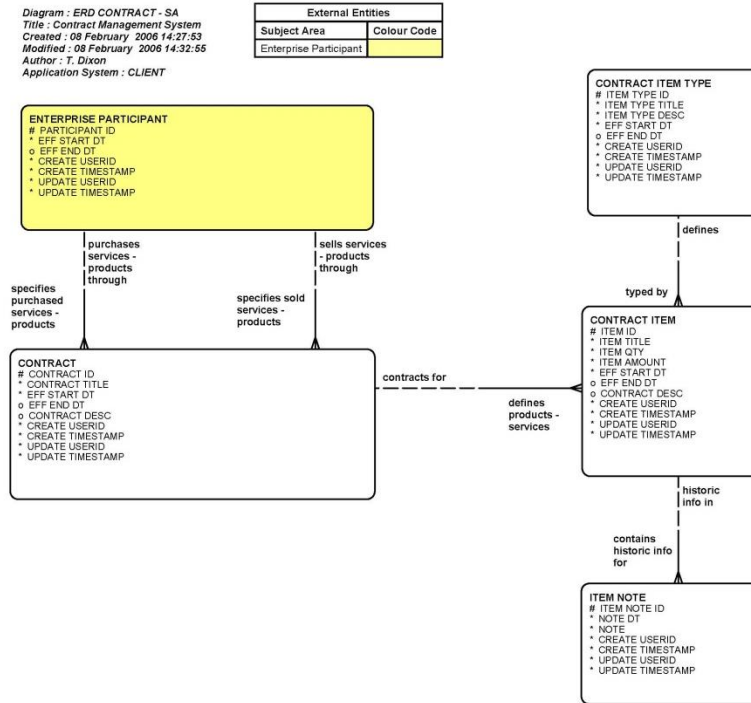 Diagram : ERD CONTRACT - SA
Title : Contract Management System
Created : 08 February 2006 14:27:53
Modified : 08 February 2006 14:32:55
Author : T. Dixon
Application System : CLIENT
External Entities
Subject Area Colour Code
Enterprise Participant
ENTERPRISE PARTICIPANT
# PARTICIPANT ID
* EFF START DT
o EFF END DT
* CREATE USERID
* CREATE TIMESTAMP
* UPDATE USERID
* UPDATE TIMESTAMP
CONTRACT ITEM TYPE
# ITEM TYPE ID
* ITEM TYPE TITLE
* ITEM TYPE DESC
* EFF START DT
o EFF END DT
* CREATE USERID
* CREATE TIMESTAMP
* UPDATE USERID
* UPDATE TIMESTAMP
purchases
services -
products
through
sells services
- products
through
defines
specifies
purchased
services -
products
specifies sold
services -
products
typed by
CONTRACT
# CONTRACT ID
* CONTRACT TITLE
* EFF START DT
o EFF END DT
o CONTRACT DESC
* CREATE USERID
* CREATE TIMESTAMP
* UPDATE USERID
* UPDATE TIMESTAMP
contracts for
defines
products -
services
CONTRACT ITEM
# ITEM ID
* ITEM TITLE
* ITEM QTY
* ITEM AMOUNT
* EFF START DT
o EFF END DT
o CONTRACT DESC
* CREATE USERID
* CREATE TIMESTAMP
* UPDATE USERID
* UPDATE TIMESTAMP
historic
info in
contains
historic info
for
ITEM NOTE
# ITEM NOTE ID
* NOTE DT
* NOTE
* CREATE USERID
* CREATE TIMESTAMP
* UPDATE USERID
* UPDATE TIMESTAMP